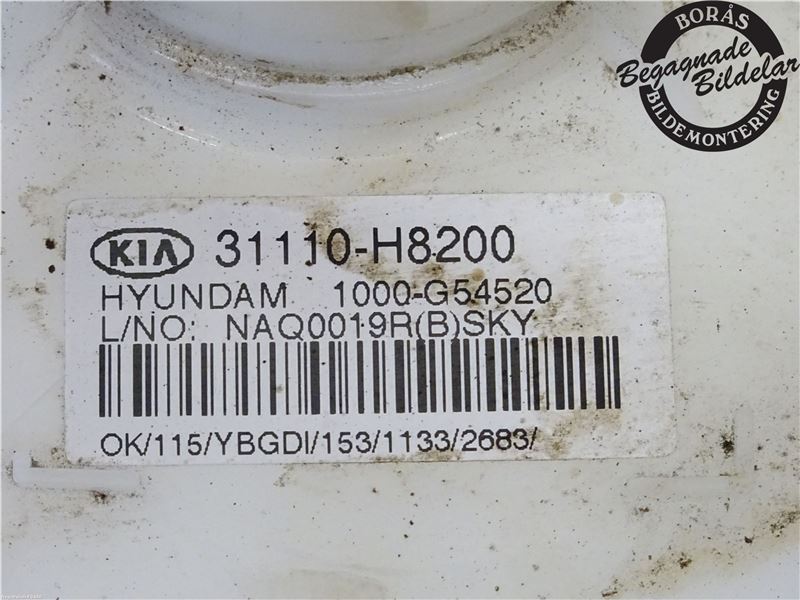 BORÅS
Begagnade
Bildelar
BILDEMONTERING
KIA 31110-H8200
HYUNDAM 1000-G54520
L/NO: NAQ0019R(B)SKY
OK/115/YBGDI/153/1133/2683/